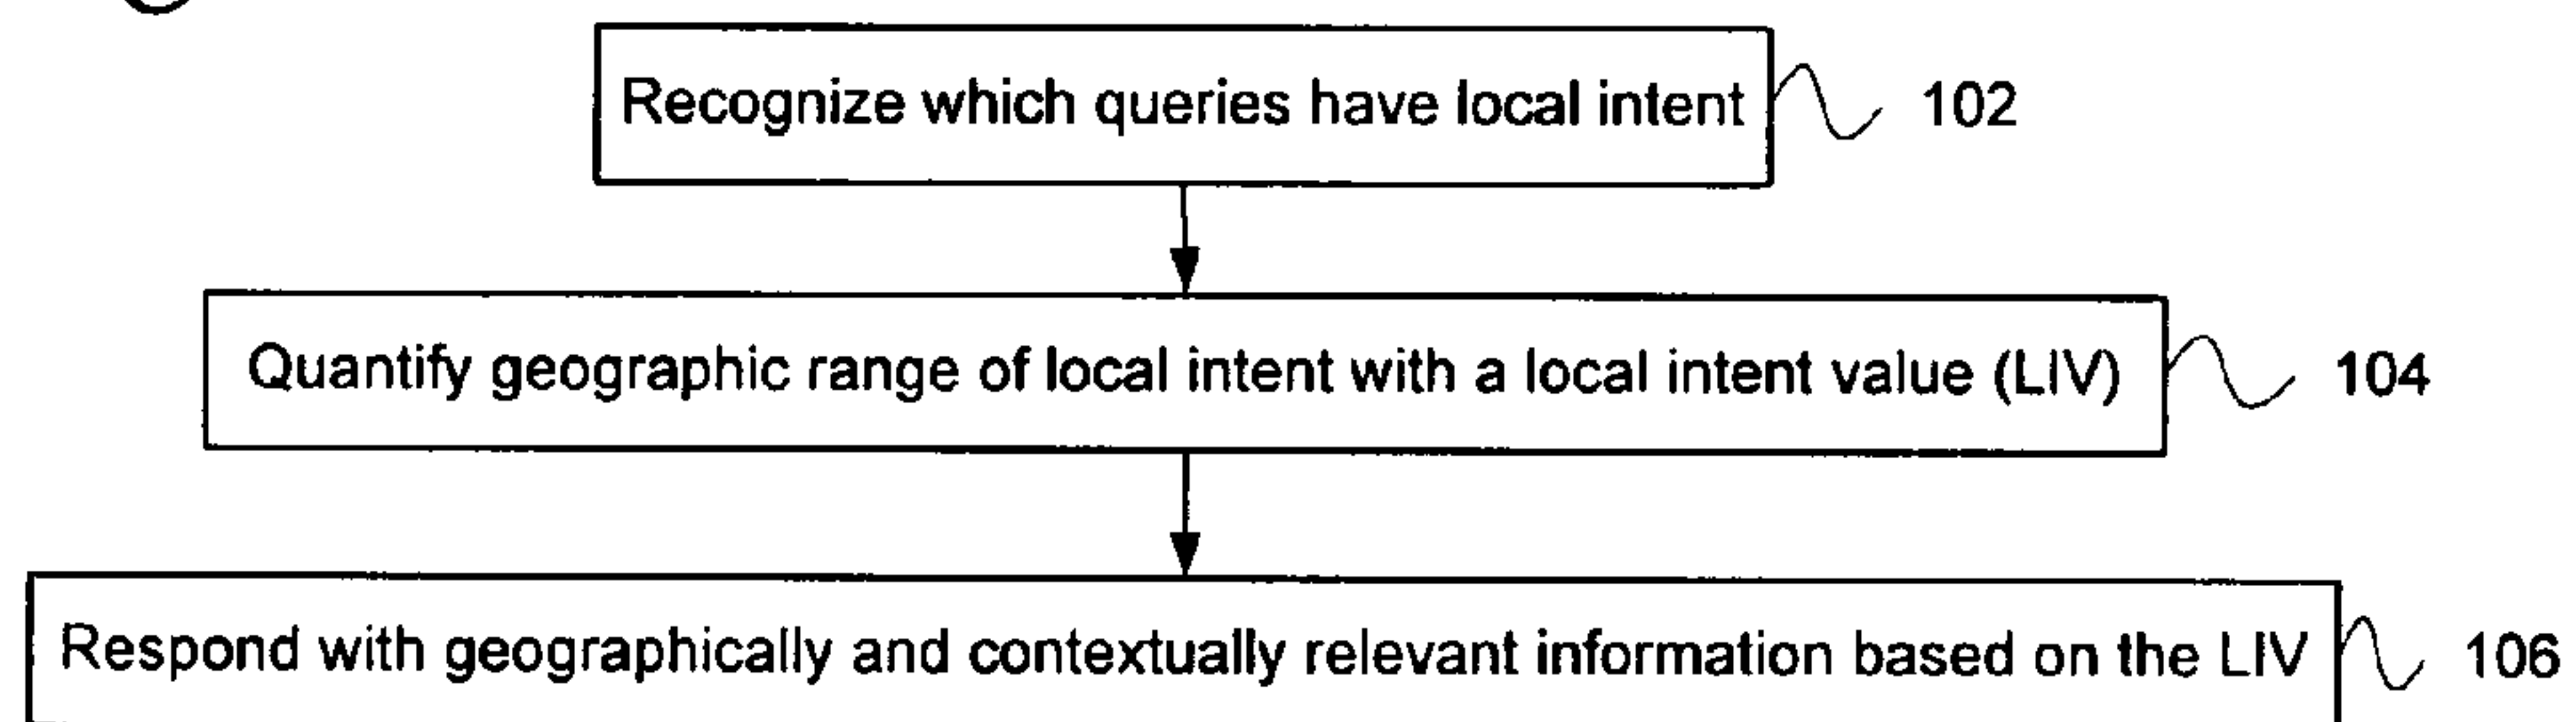 Recognize which queries have local intent 102
Quantify geographic range of local intent with a local intent value (LIV) 104
Respond with geographically and contextually relevant information based on the LIV 106